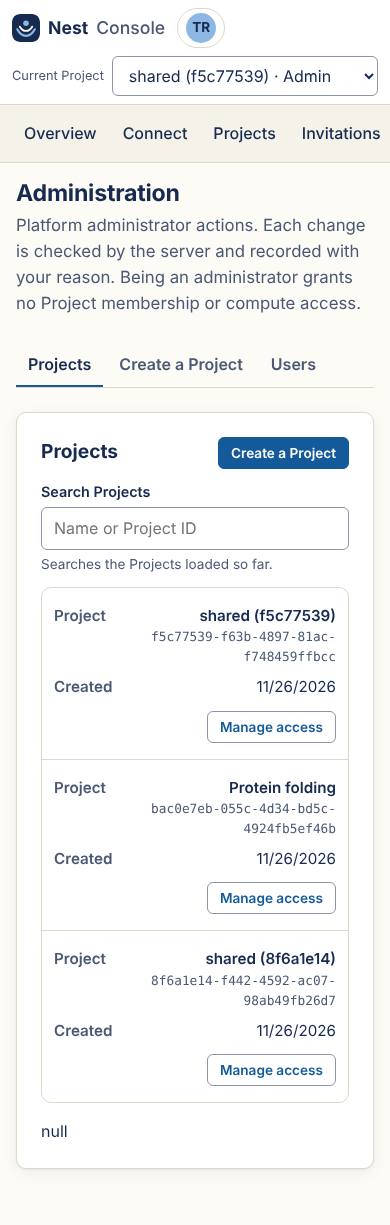 Nest Console TR
Current Project shared (f5c77539) · Admin
Overview Connect Projects Invitations
Administration
Platform administrator actions. Each change
is checked by the server and recorded with
your reason. Being an administrator grants
no Project membership or compute access.
Projects Create a Project Users
Projects Create a Project
Search Projects
Name or Project ID
Searches the Projects loaded so far.
Project shared (f5c77539)
f5c77539-f63b-4897-81ac-
f748459ffbcc
Created 11/26/2026
Manage access
Project Protein folding
bac0e7eb-055c-4d34-bd5c-
4924fb5ef46b
Created 11/26/2026
Manage access
Project shared (8f6a1e14)
8f6a1e14-f442-4592-ac07-
98ab49fb26d7
Created 11/26/2026
Manage access
null